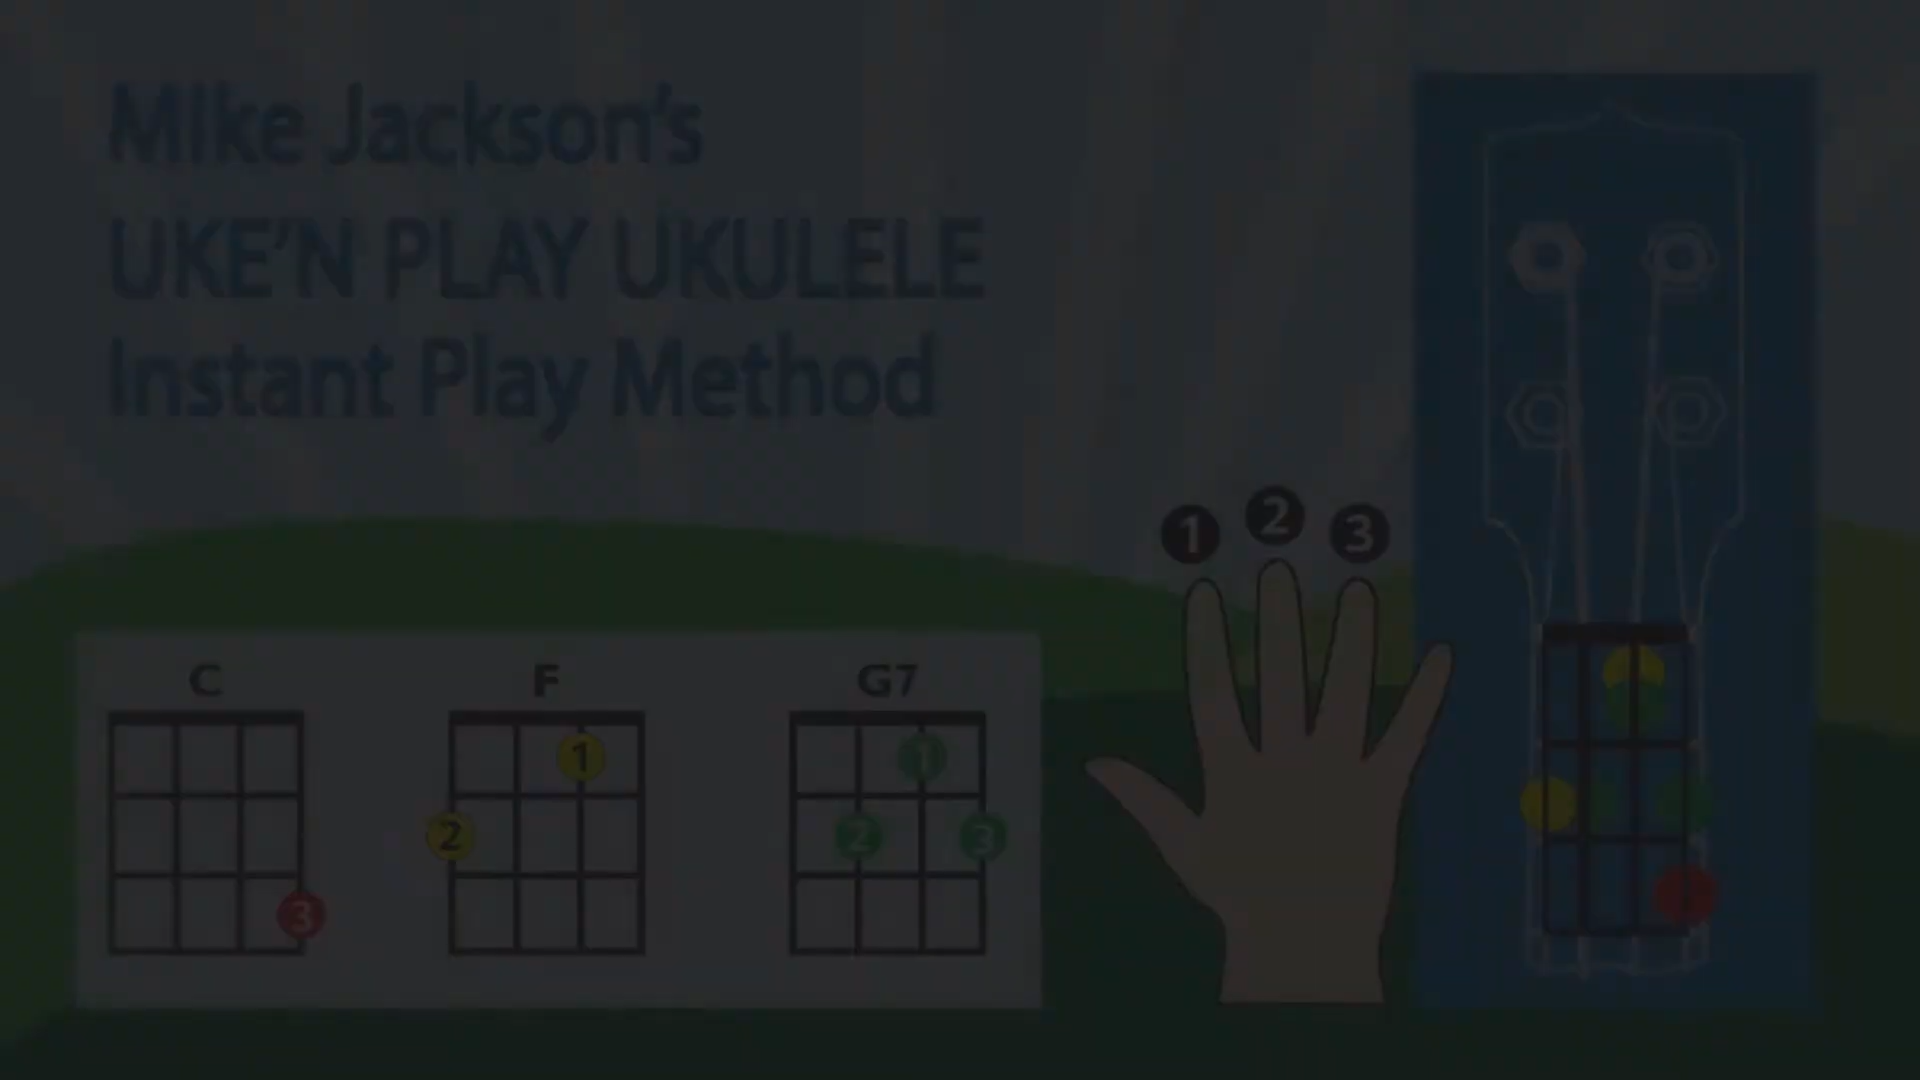 Mike Jackson's
UKE'N PLAY UKULELE
Instant Play Method
1 2 3
C F G7
1 1
2 2 3
3